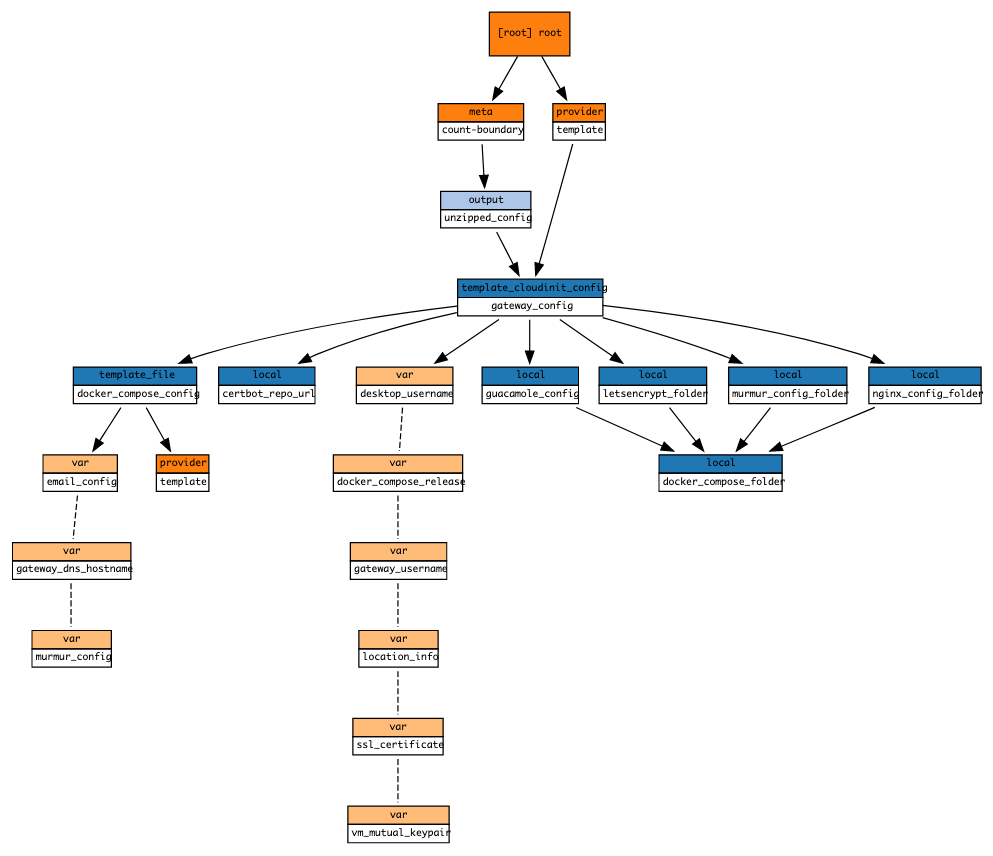 [root] root
meta
count-boundary
provider
template
output
unzipped_config
template_cloudinit_config
gateway_config
template_file
docker_compose_config
local
certbot_repo_url
var
desktop_username
local
guacamole_config
local
letsencrypt_folder
local
murmur_config_folder
local
nginx_config_folder
var
email_config
provider
template
var
docker_compose_release
local
docker_compose_folder
var
gateway_dns_hostname
var
gateway_username
var
murmur_config
var
location_info
var
ssl_certificate
var
vm_mutual_keypair